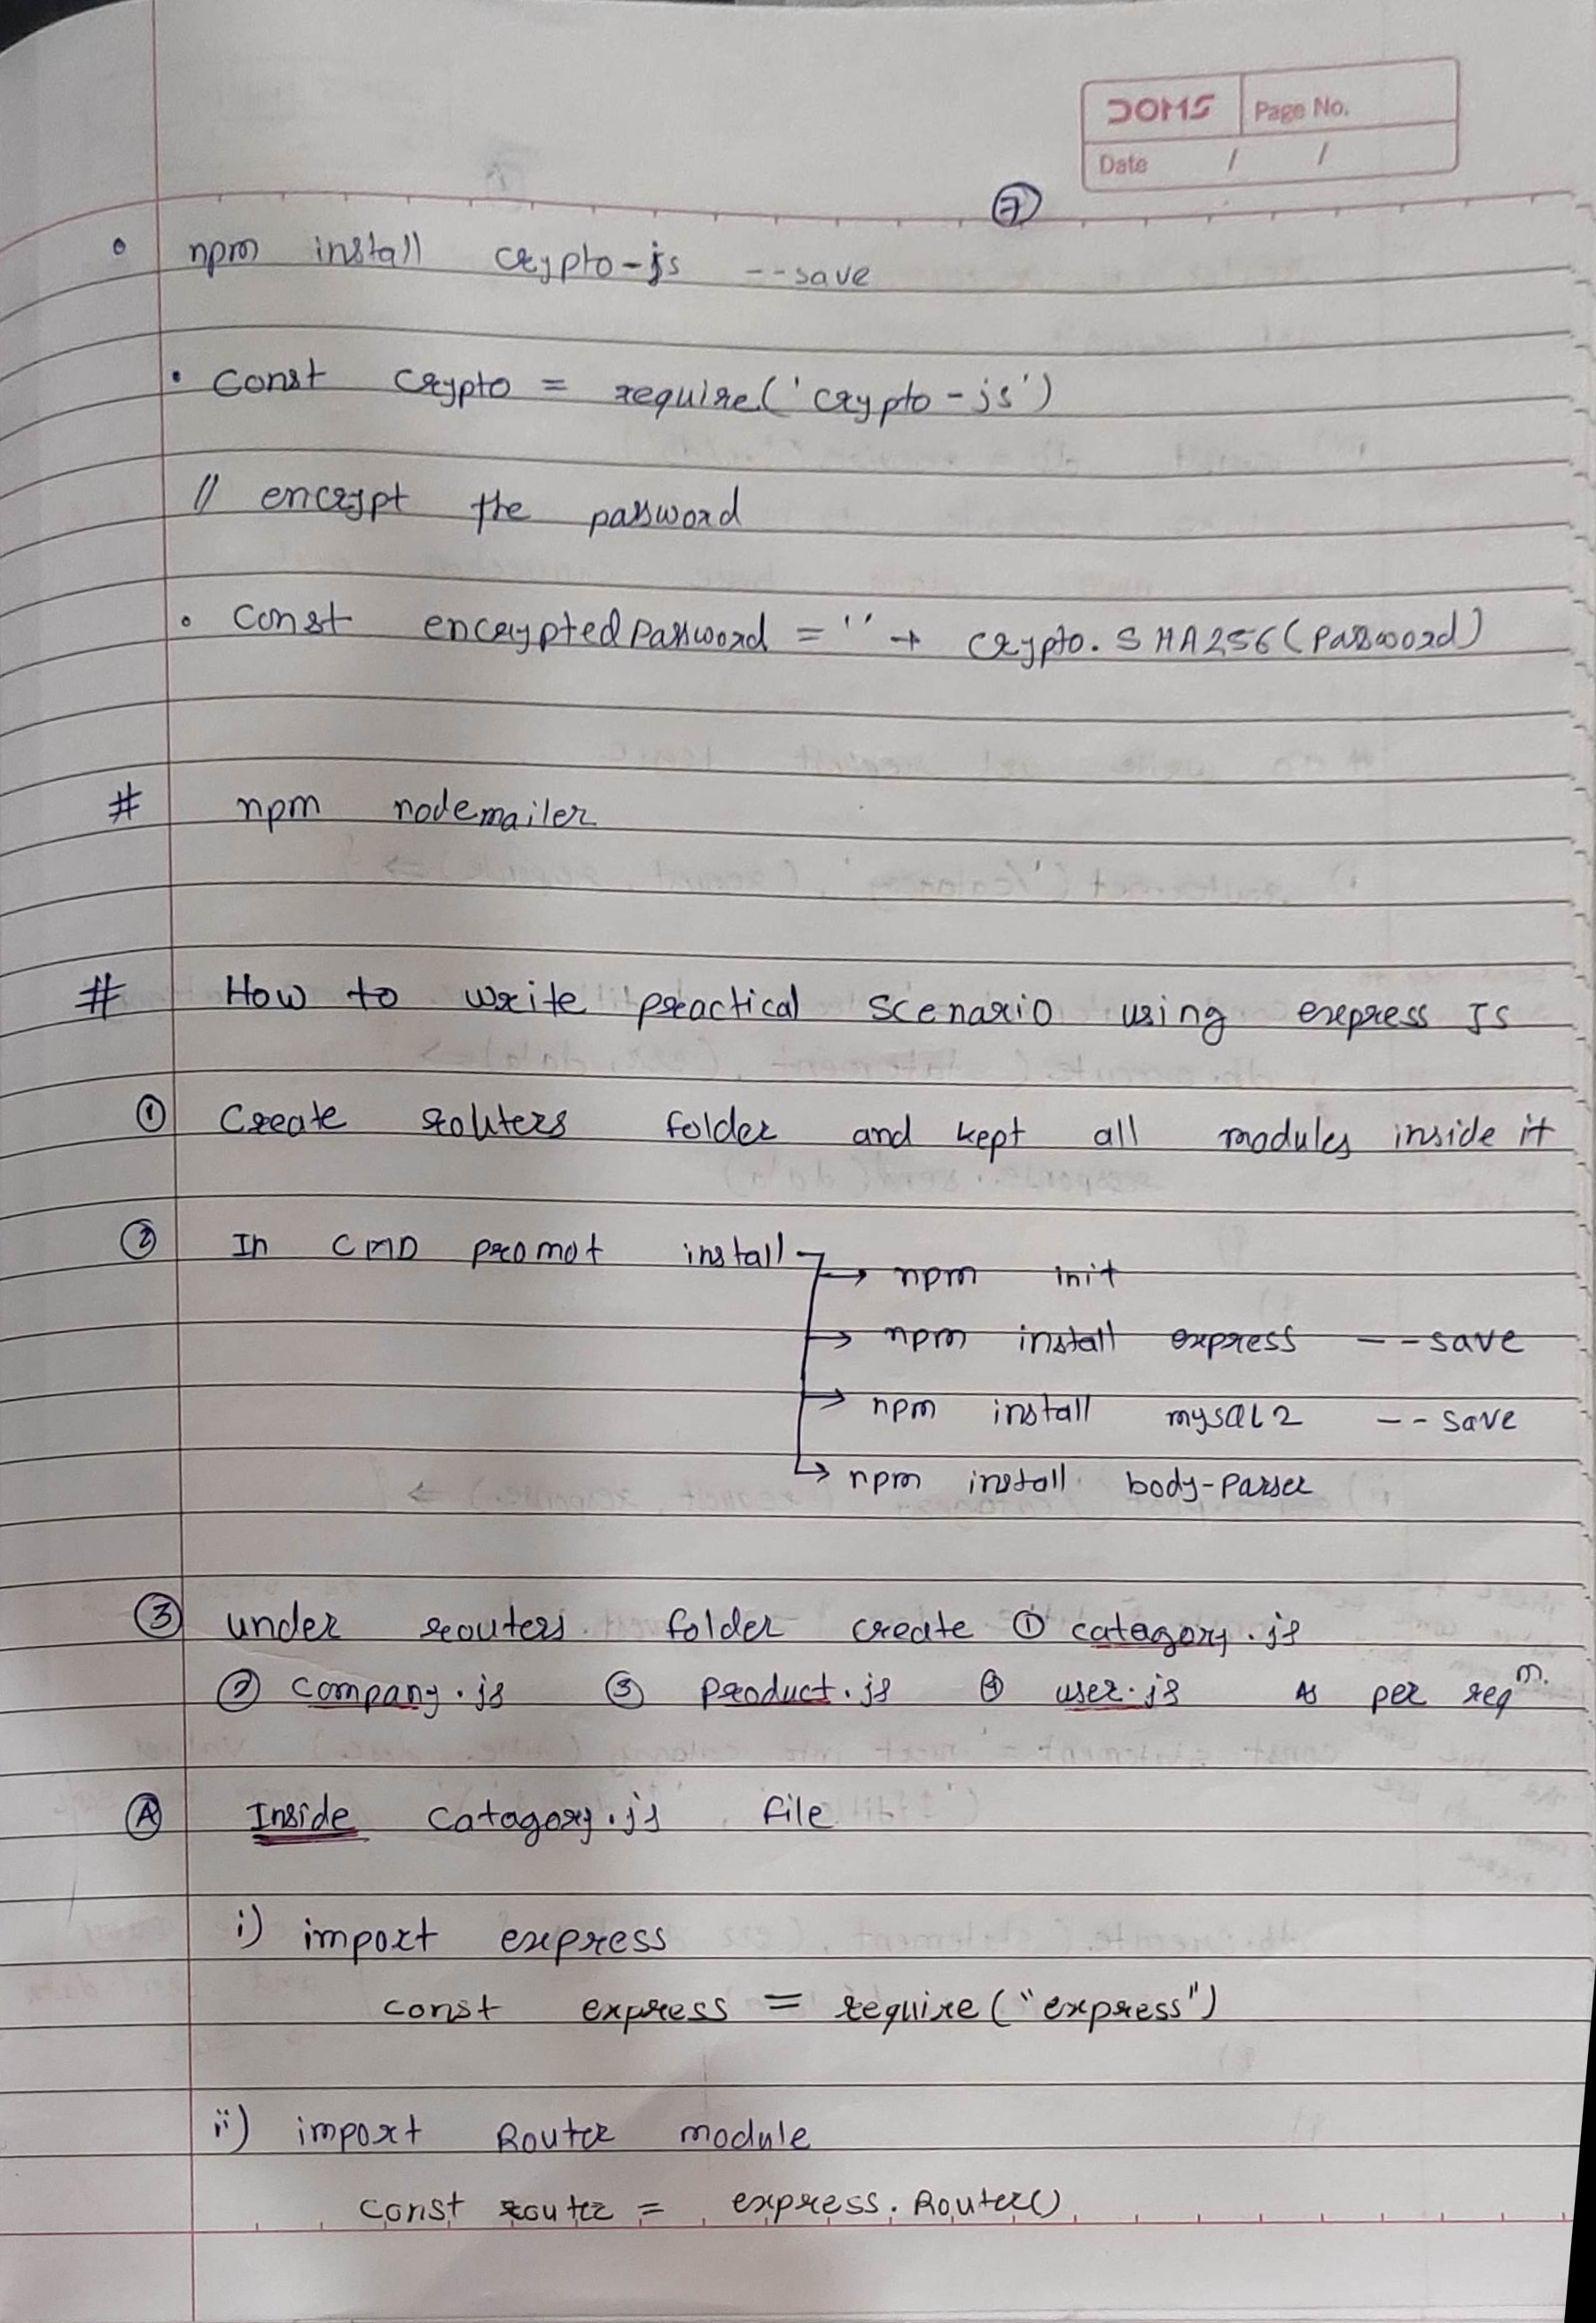 DOMS Page No.
Date / /
7
npm install crypto-js --save
• const crypto = require('crypto-js')
// encrypt the password
• const encryptedPassword = '' + crypto.SHA256(Password)
# npm nodemailer
# How to write practical scenario using express Js
① Create routers folder and kept all modules inside it
② In CMD promot install → npm init
→ npm install express --save
→ npm install mysql2 --save
→ npm install body-parser
③ under routers folder create ① catagory.js
② company.js ③ product.js ④ user.js As per reqm.
Ⓐ Inside catagory.js file
i) import express
const express = require("express")
ii) import Router module
const router = express.Router()